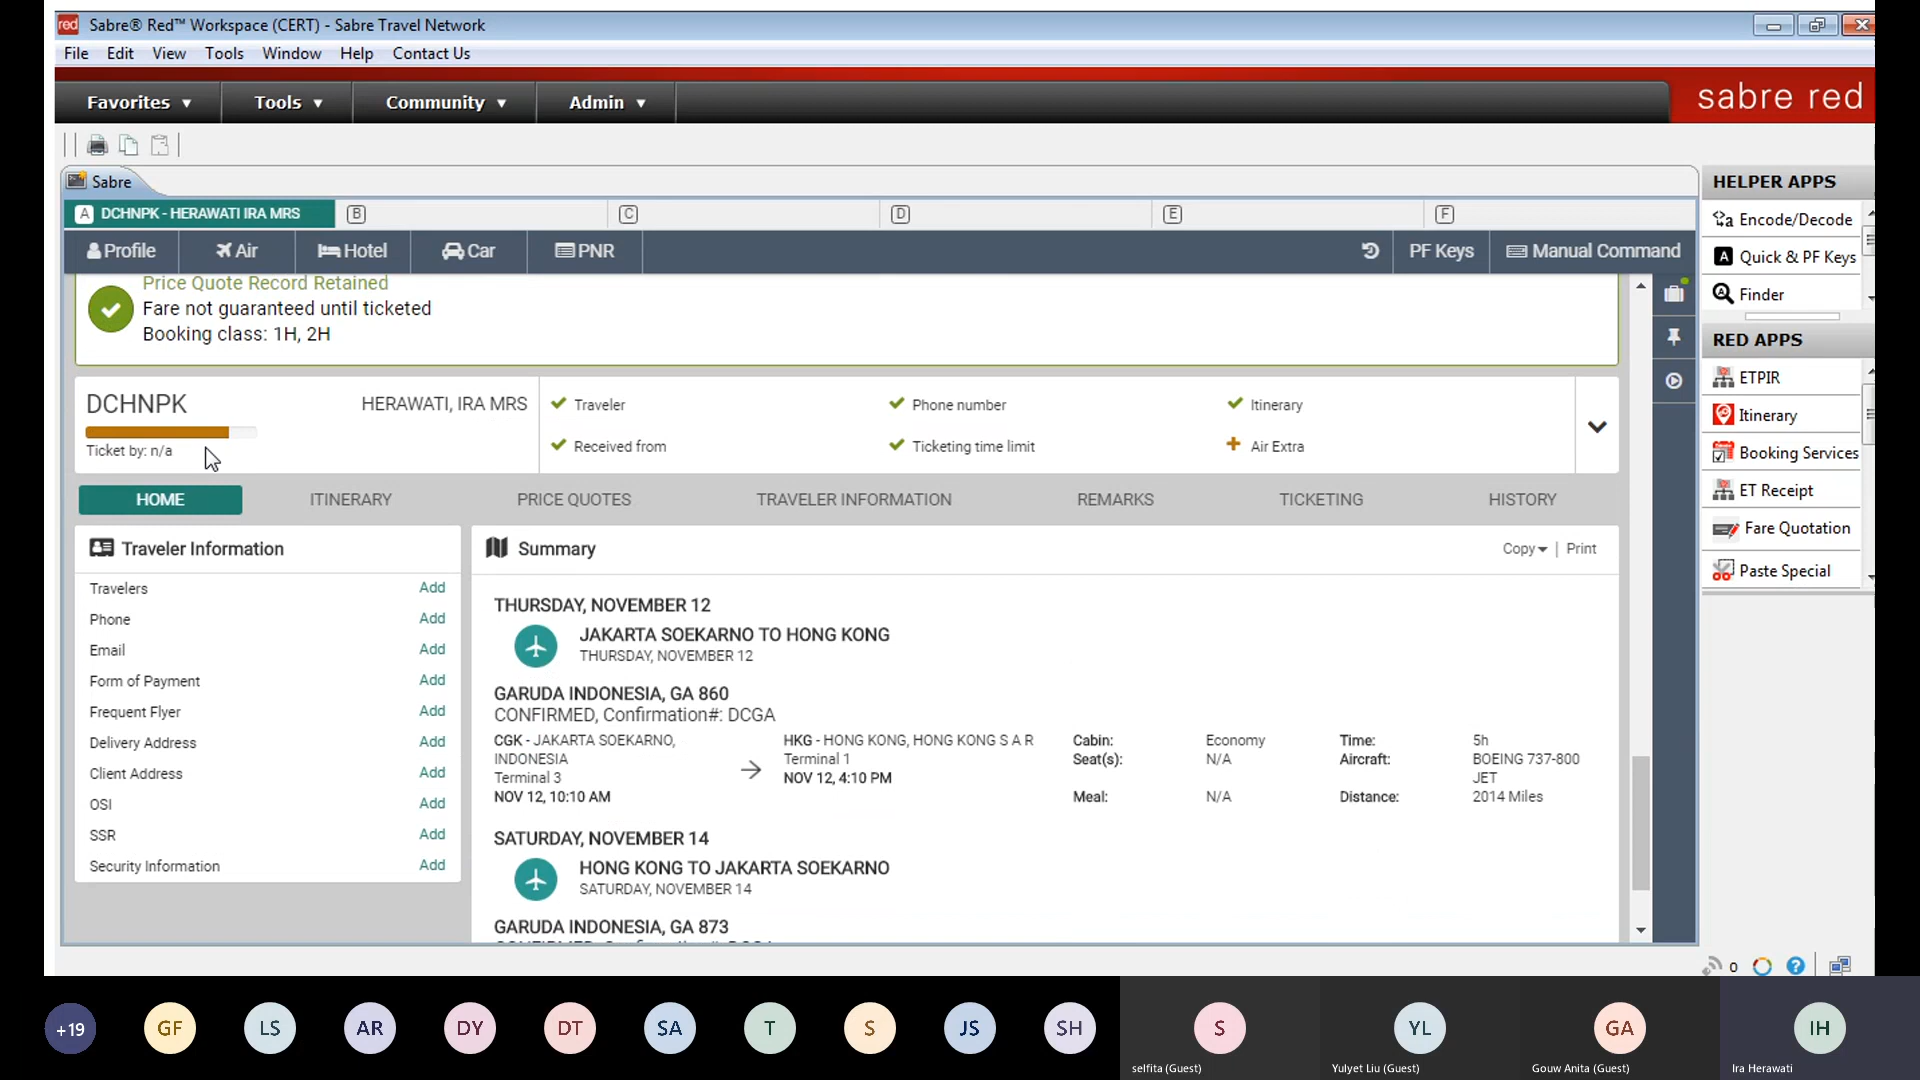 red Sabre® Red™ Workspace (CERT) - Sabre Travel Network
File Edit View Tools Window Help Contact Us
Favorites ▼ Tools ▼ Community ▼ Admin ▼
sabre red
Sabre
A DCHNPK - HERAWATI IRA MRS B C D E F
Profile Air Hotel Car PNR PF Keys Manual Command
Price Quote Record Retained
Fare not guaranteed until ticketed
Booking class: 1H, 2H
DCHNPK HERAWATI, IRA MRS
Ticket by: n/a
Traveler Phone number Itinerary
Received from Ticketing time limit Air Extra
HOME ITINERARY PRICE QUOTES TRAVELER INFORMATION REMARKS TICKETING HISTORY
Traveler Information
Travelers Add
Phone Add
Email Add
Form of Payment Add
Frequent Flyer Add
Delivery Address Add
Client Address Add
OSI Add
SSR Add
Security Information Add
Summary Copy | Print
THURSDAY, NOVEMBER 12
JAKARTA SOEKARNO TO HONG KONG
THURSDAY, NOVEMBER 12
GARUDA INDONESIA, GA 860
CONFIRMED, Confirmation#: DCGA
CGK - JAKARTA SOEKARNO,
INDONESIA
Terminal 3
NOV 12, 10:10 AM
HKG - HONG KONG, HONG KONG S A R
Terminal 1
NOV 12, 4:10 PM
Cabin: Economy
Seat(s): N/A
Meal: N/A
Time: 5h
Aircraft: BOEING 737-800
JET
Distance: 2014 Miles
SATURDAY, NOVEMBER 14
HONG KONG TO JAKARTA SOEKARNO
SATURDAY, NOVEMBER 14
GARUDA INDONESIA, GA 873
HELPER APPS
Encode/Decode
A Quick & PF Keys
Finder
RED APPS
ETPIR
Itinerary
Booking Services
ET Receipt
Fare Quotation
Paste Special
0
+19 GF LS AR DY DT SA T S JS SH S YL GA IH
selfita (Guest) Yulyet Liu (Guest) Gouw Anita (Guest) Ira Herawati